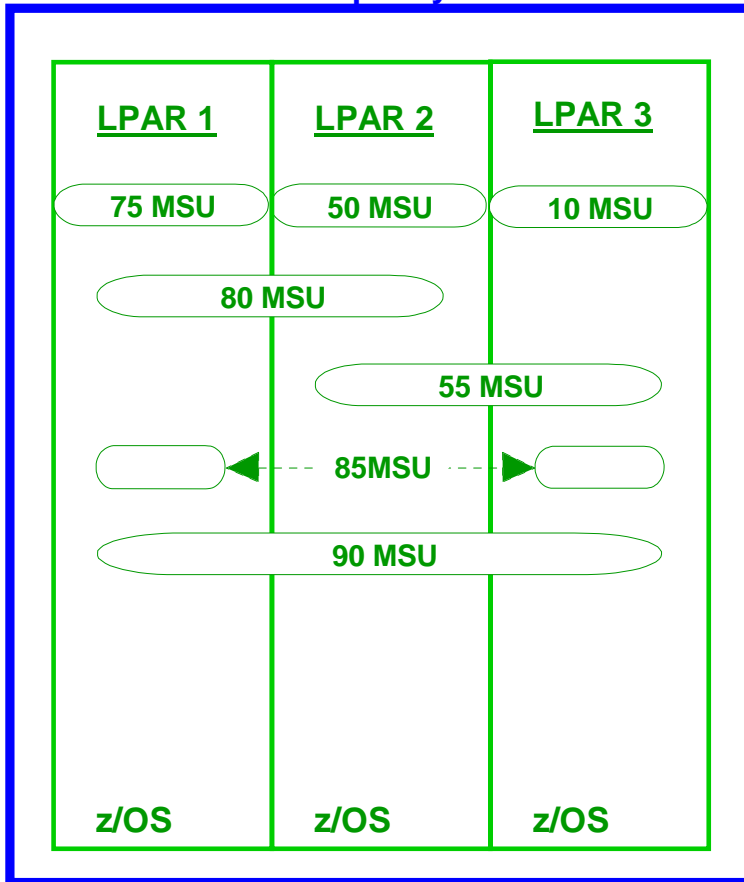 LPAR 1 LPAR 2 LPAR 3
75 MSU 50 MSU 10 MSU
80 MSU
55 MSU
85MSU
90 MSU
z/OS z/OS z/OS